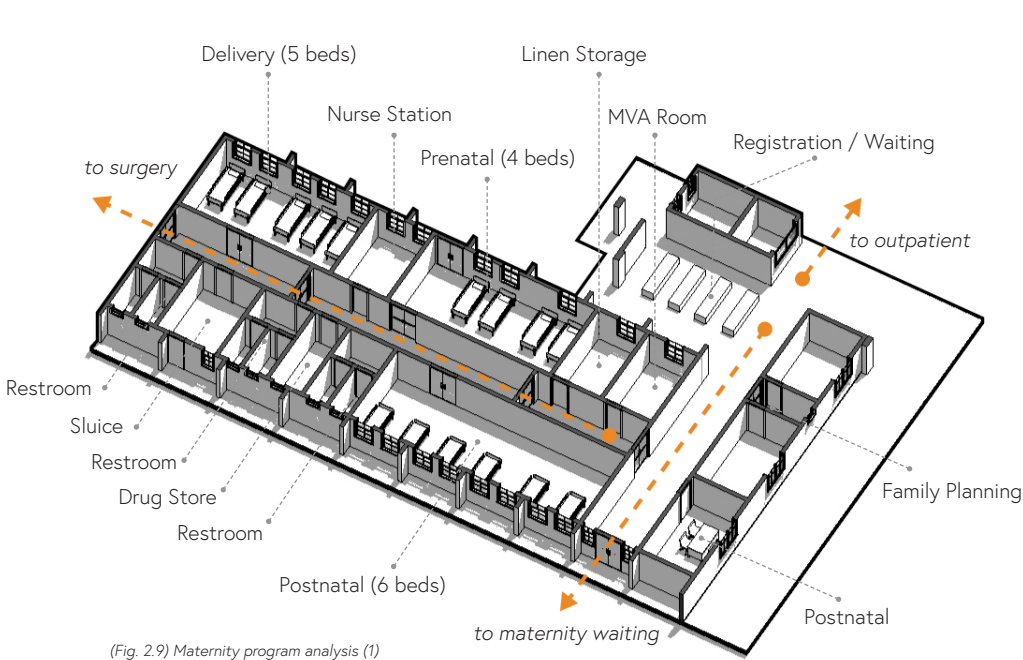 Delivery (5 beds)
Linen Storage
Nurse Station
MVA Room
Registration / Waiting
Prenatal (4 beds)
to surgery
to outpatient
Restroom
Sluice
Restroom
Drug Store
Restroom
Family Planning
Postnatal (6 beds)
Postnatal
to maternity waiting
(Fig. 2.9) Maternity program analysis (1)